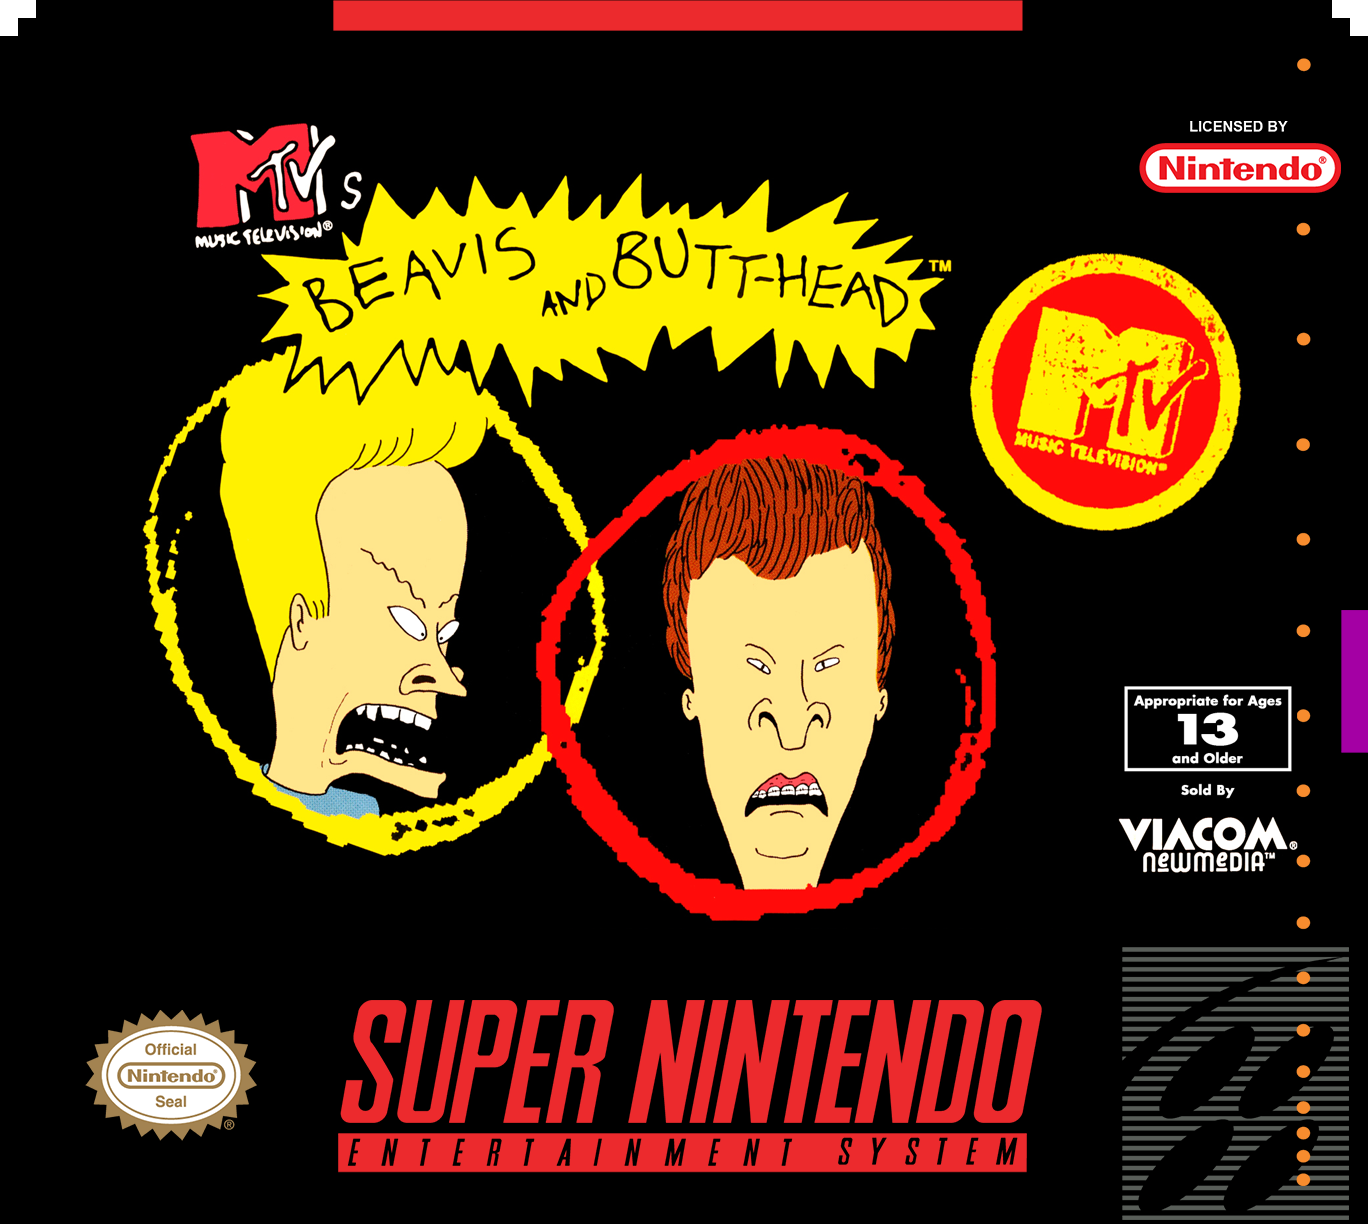 LICENSED BY
Nintendo®
MTV's
MUSIC TELEVISION®
BEAVIS AND BUTT-HEAD™
MTV
MUSIC TELEVISION®
Appropriate for Ages
13
and Older
Sold By
VIACOM®
newmedia™
Official
Nintendo®
Seal
®
SUPER NINTENDO
ENTERTAINMENT SYSTEM